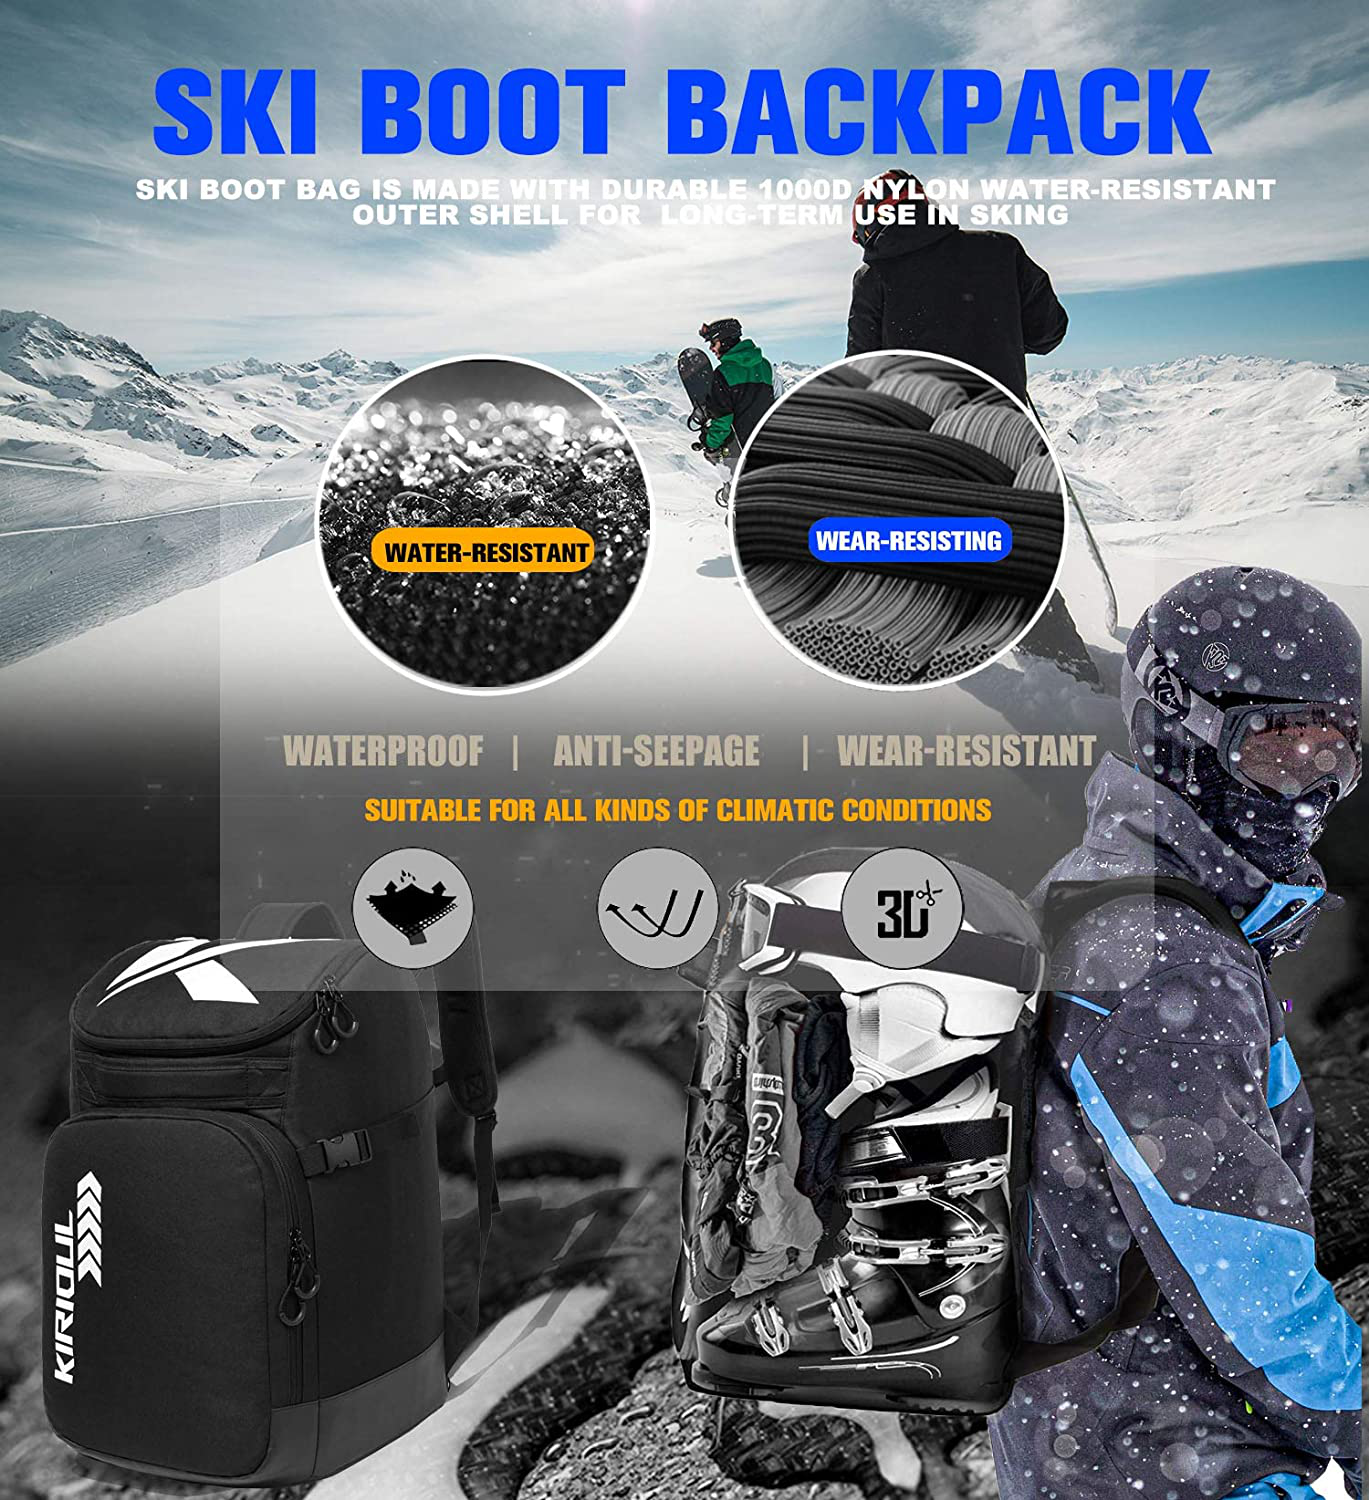 SKI BOOT BACKPACK
SKI BOOT BAG IS MADE WITH DURABLE 1000D NYLON WATER-RESISTANT
OUTER SHELL FOR LONG-TERM USE IN SKING
WATER-RESISTANT
WEAR-RESISTING
WATERPROOF | ANTI-SEEPAGE | WEAR-RESISTANT
SUITABLE FOR ALL KINDS OF CLIMATIC CONDITIONS
3D
KIRIOUL